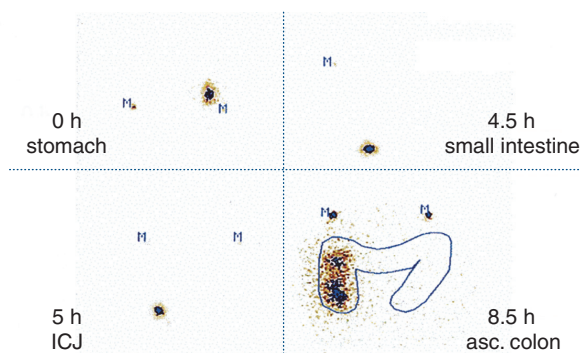 M
M
0 h
stomach
M
4.5 h
small intestine
M
M
5 h
ICJ
M
M
8.5 h
asc. colon